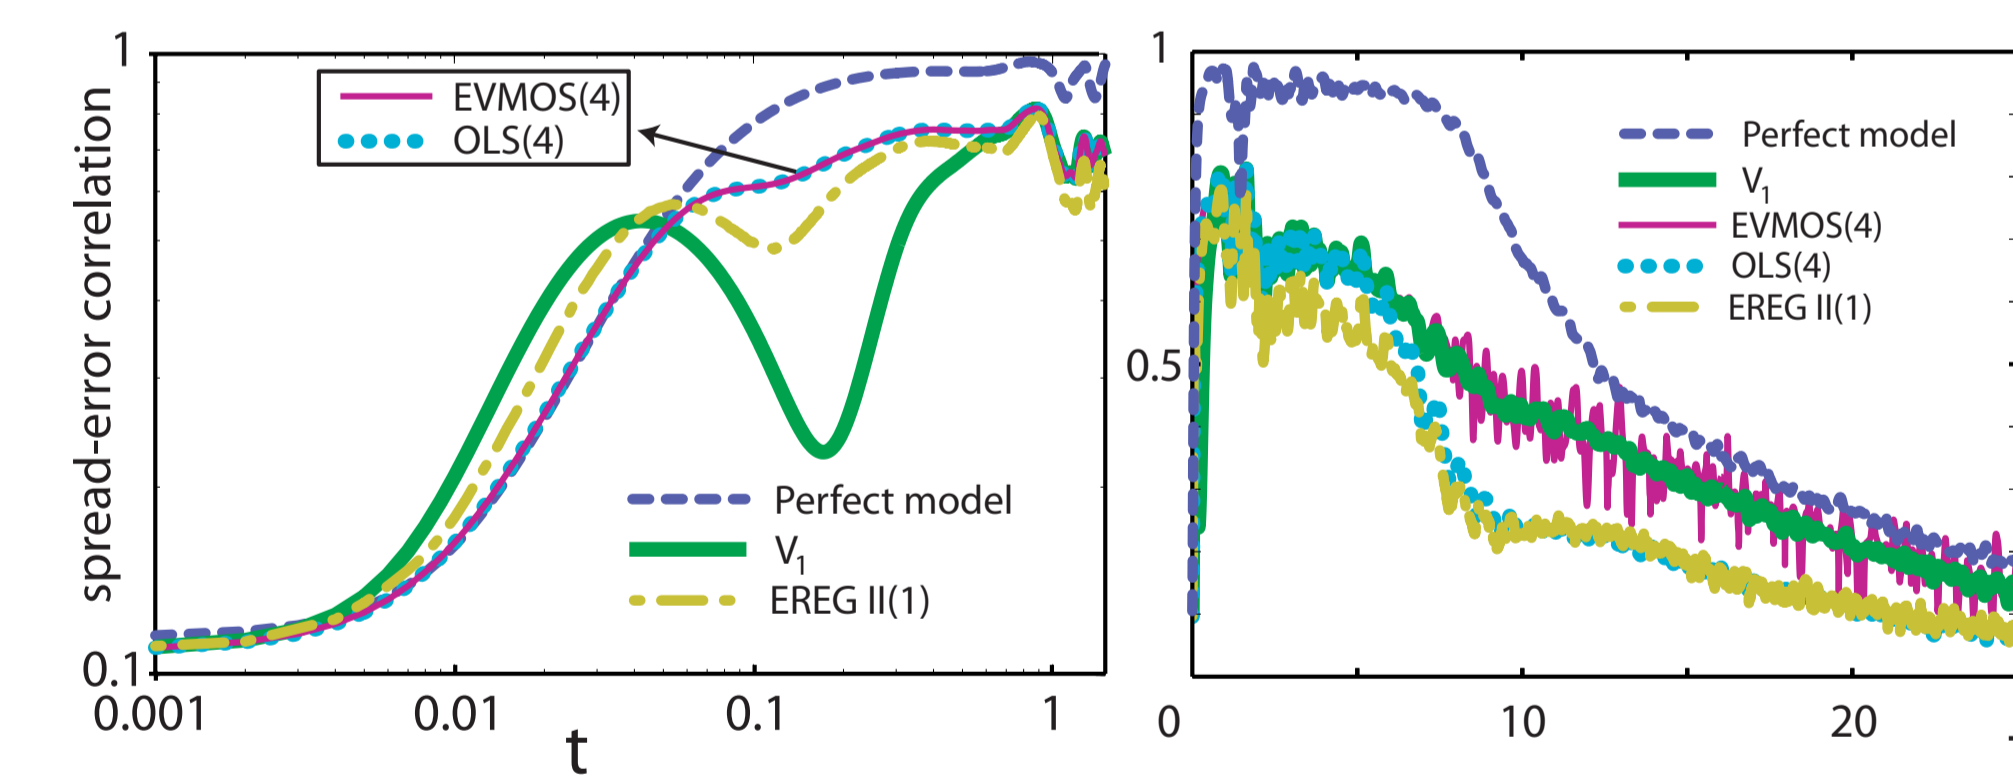 1
EVMOS(4)
OLS(4)
spread-error correlation
Perfect model
V1
EREG II(1)
0.1
0.001
0.01
0.1
1
t
1
Perfect model
V1
EVMOS(4)
OLS(4)
EREG II(1)
0.5
0
10
20